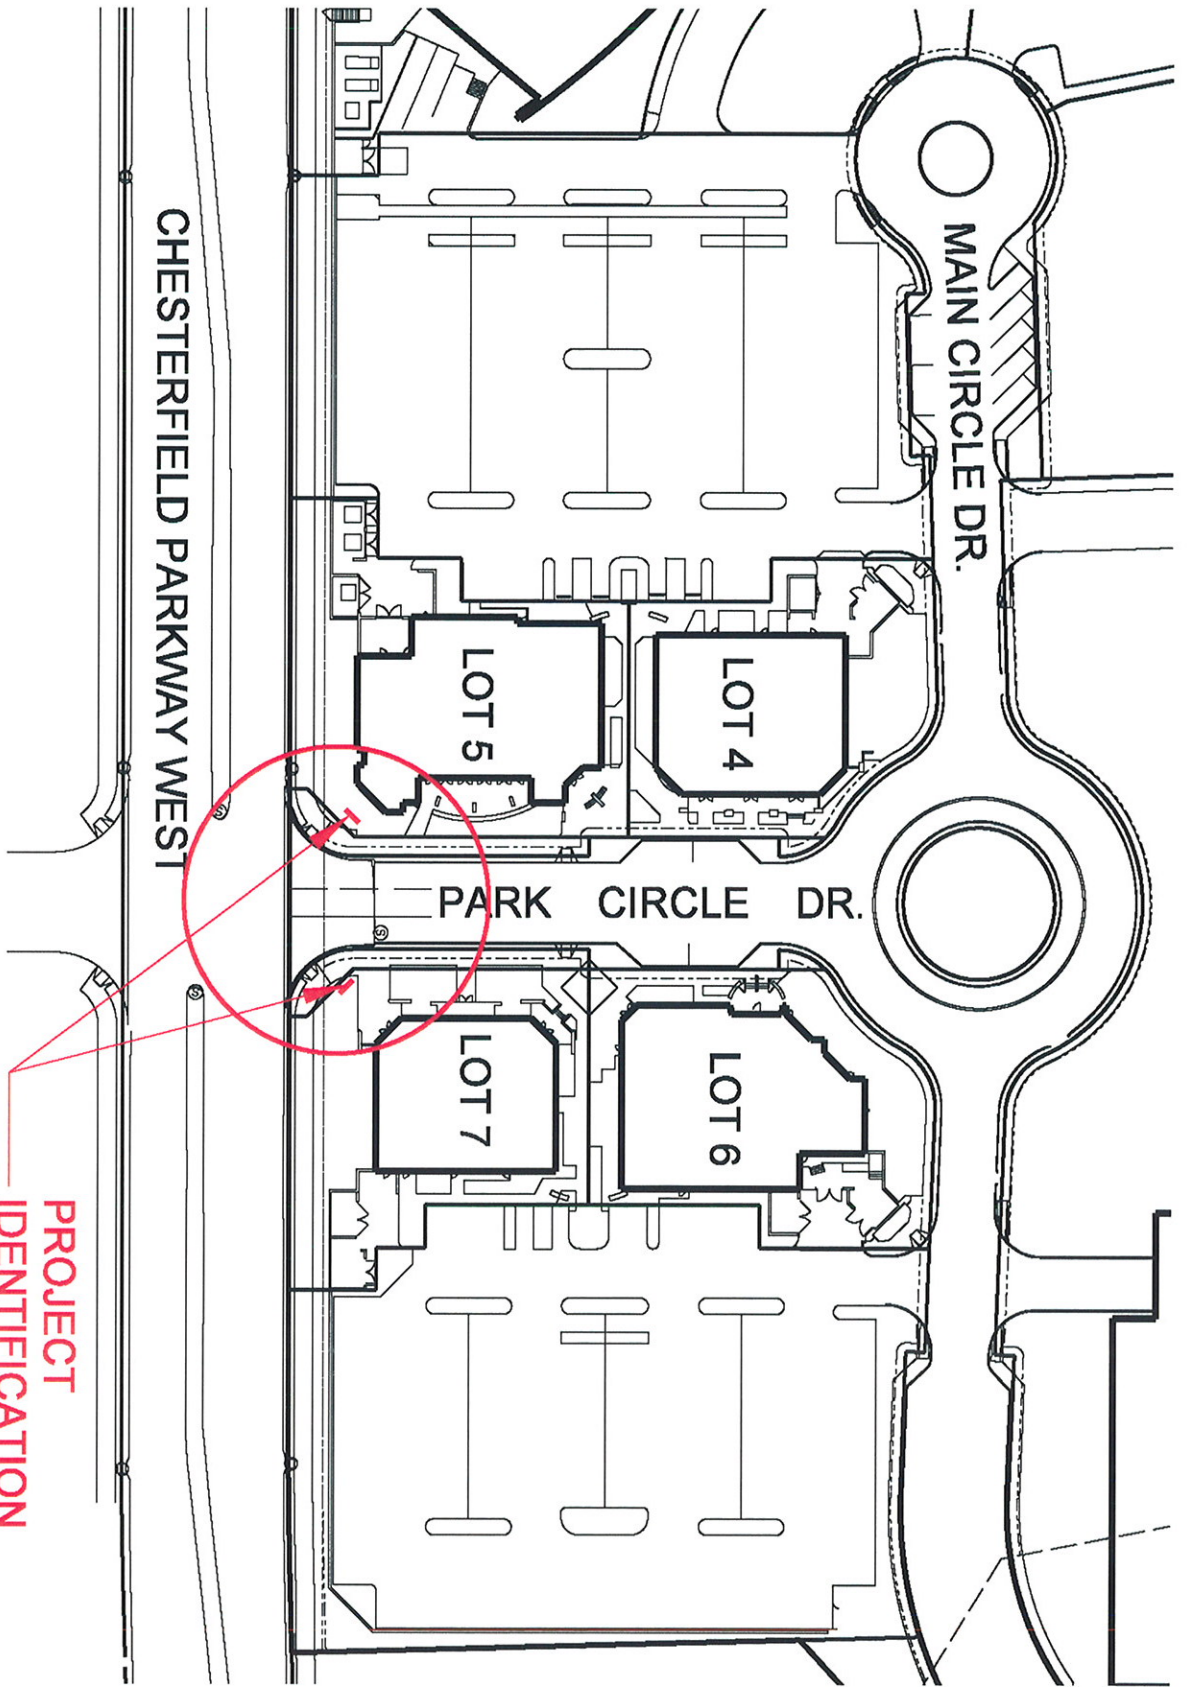 MAIN CIRCLE DR.
CHESTERFIELD PARKWAY WEST
LOT 5
LOT 4
PARK CIRCLE DR.
LOT 7
LOT 6
PROJECT
IDENTIFICATION
S
S
S